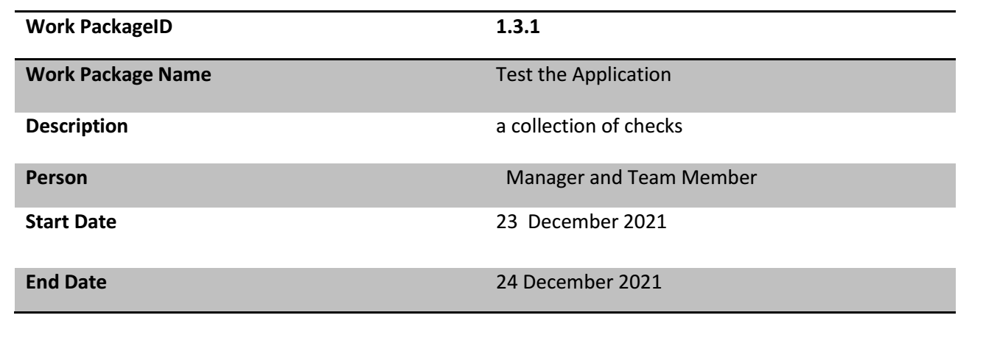 Work PackageID 1.3.1
Work Package Name Test the Application
Description a collection of checks
Person Manager and Team Member
Start Date 23  December 2021
End Date 24 December 2021